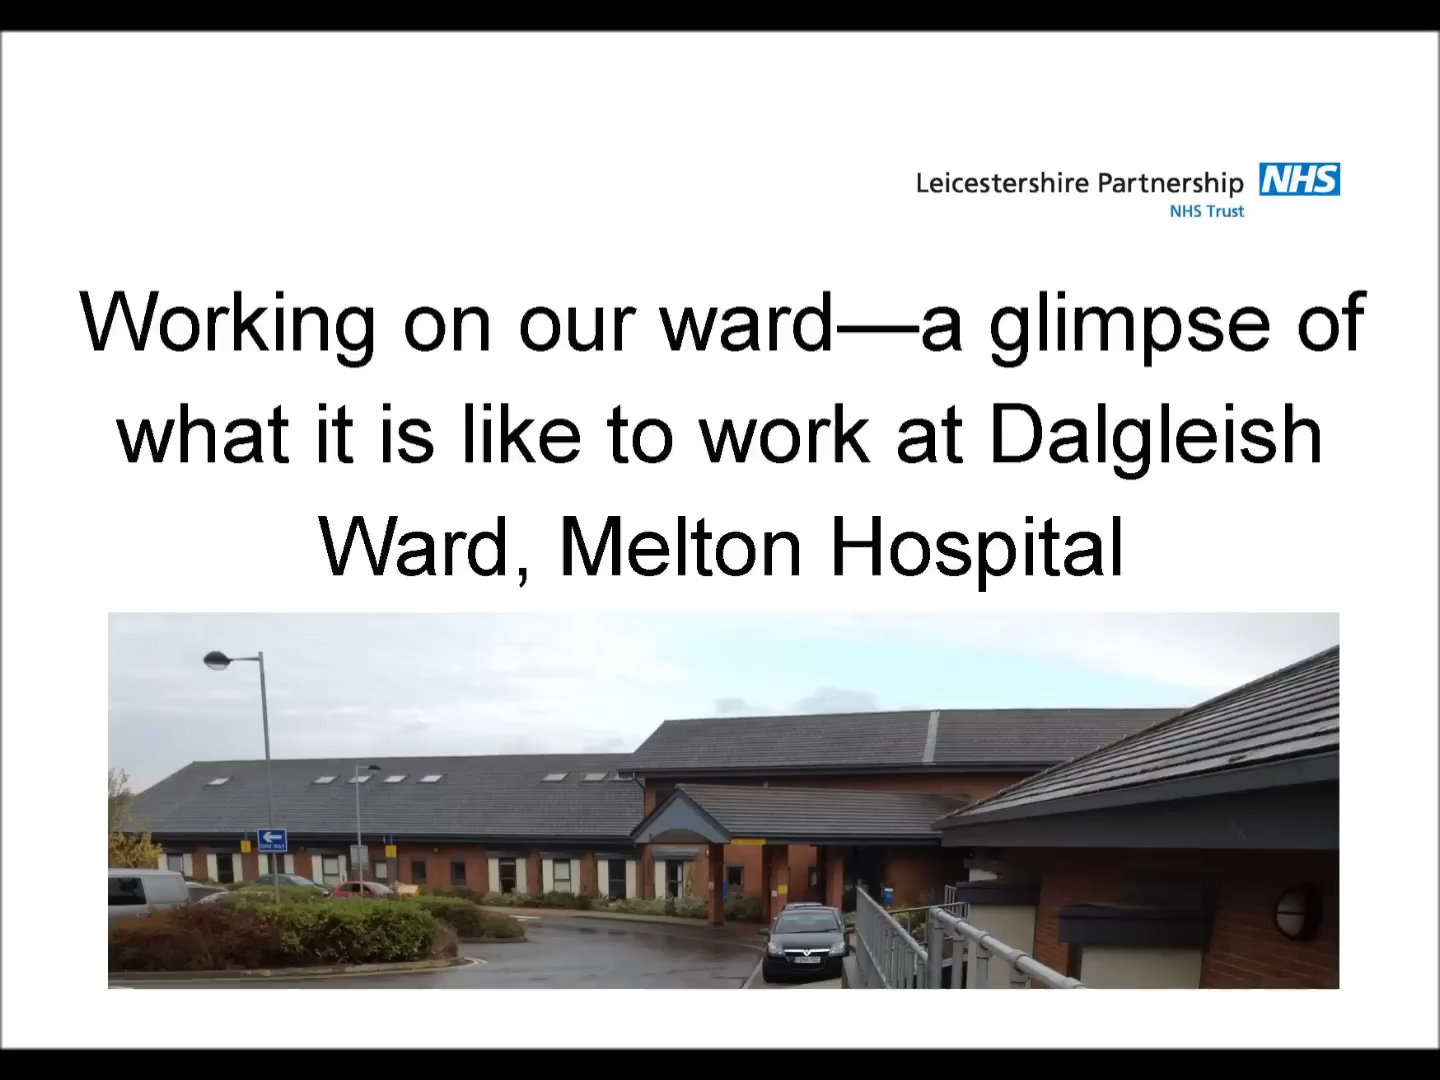 Leicestershire Partnership NHS
NHS Trust
Working on our ward—a glimpse of
what it is like to work at Dalgleish
Ward, Melton Hospital